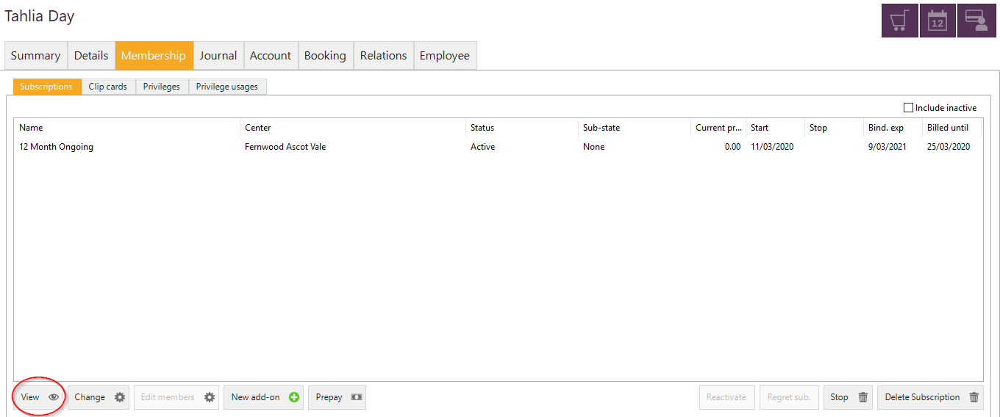 Tahlia Day
12
Summary Details Membership Journal Account Booking Relations Employee
Subscriptions Clip cards Privileges Privilege usages
Include inactive
Name Center Status Sub-state Current pr... Start Stop Bind. exp Billed until
12 Month Ongoing Fernwood Ascot Vale Active None 0.00 11/03/2020 9/03/2021 25/03/2020
View Change Edit members New add-on Prepay Reactivate Regret sub. Stop Delete Subscription